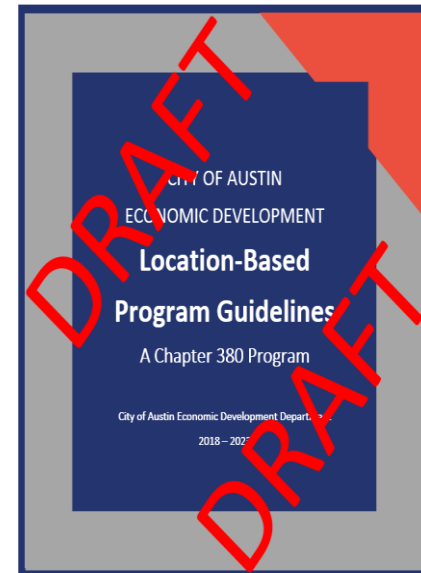 DRAFT
CITY OF AUSTIN
ECONOMIC DEVELOPMENT
Location-Based
Program Guidelines
A Chapter 380 Program
City of Austin Economic Development
2018 –
DRAFT